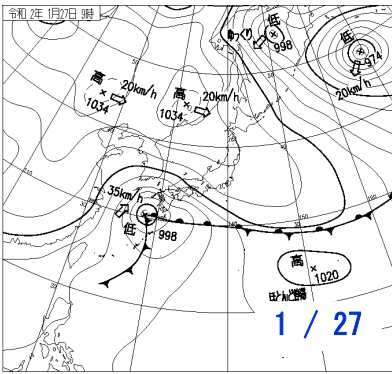 令和 2年 1月27日 9時
ゆっくり
低
998
低
974
20km/h
高
1034
20km/h
高
1034
20km/h
35km/h
低
998
高
1020
ほとんど停滞
1 / 27